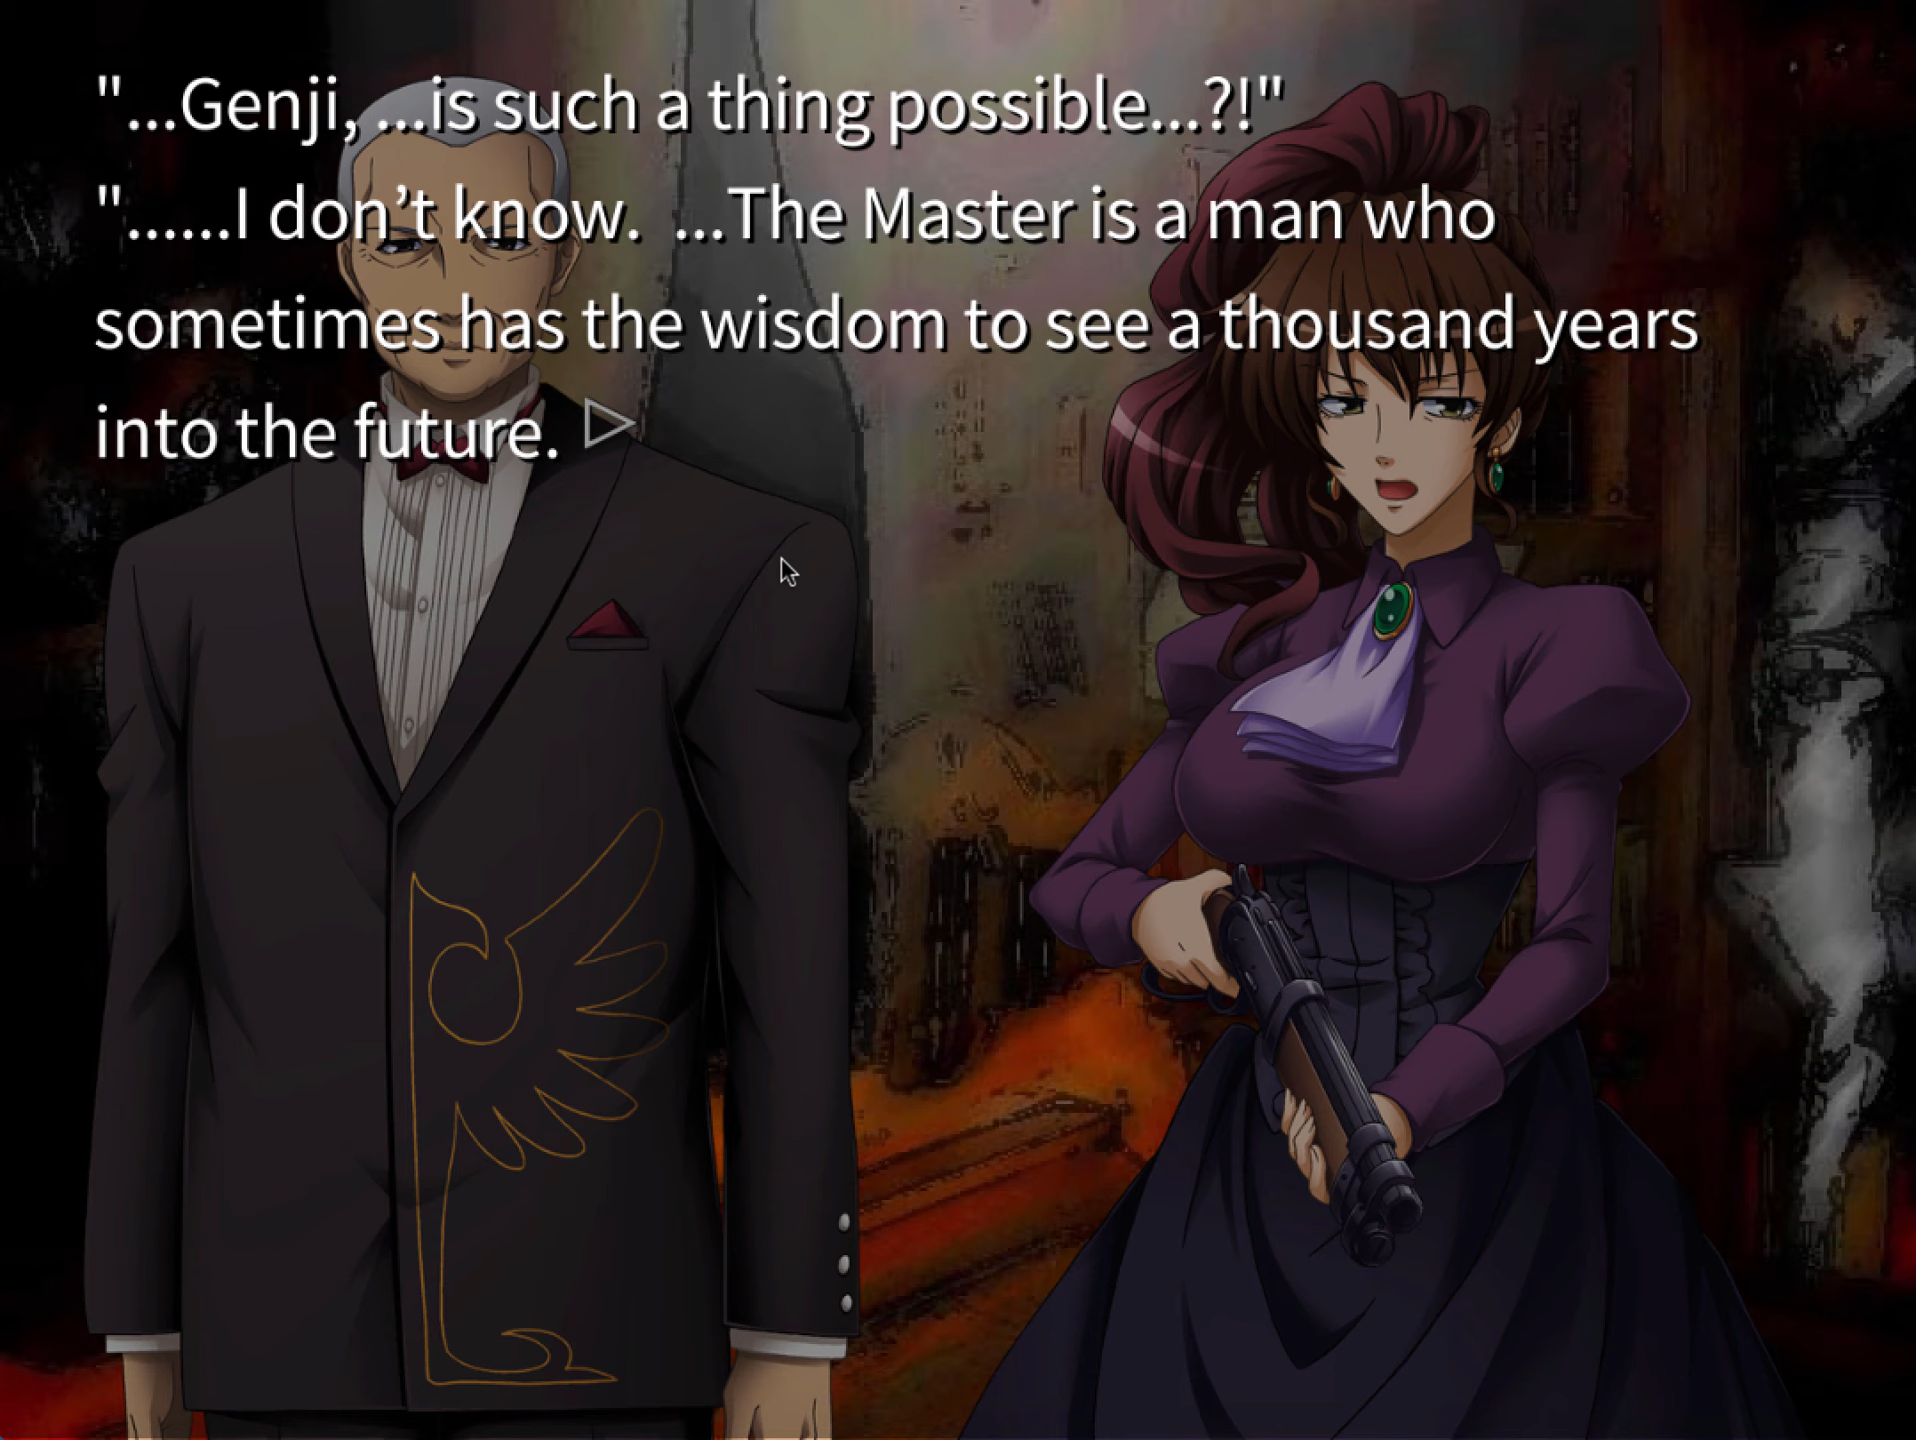 "...Genji, ...is such a thing possible...?!"
"......I don’t know.  ...The Master is a man who
sometimes has the wisdom to see a thousand years
into the future.